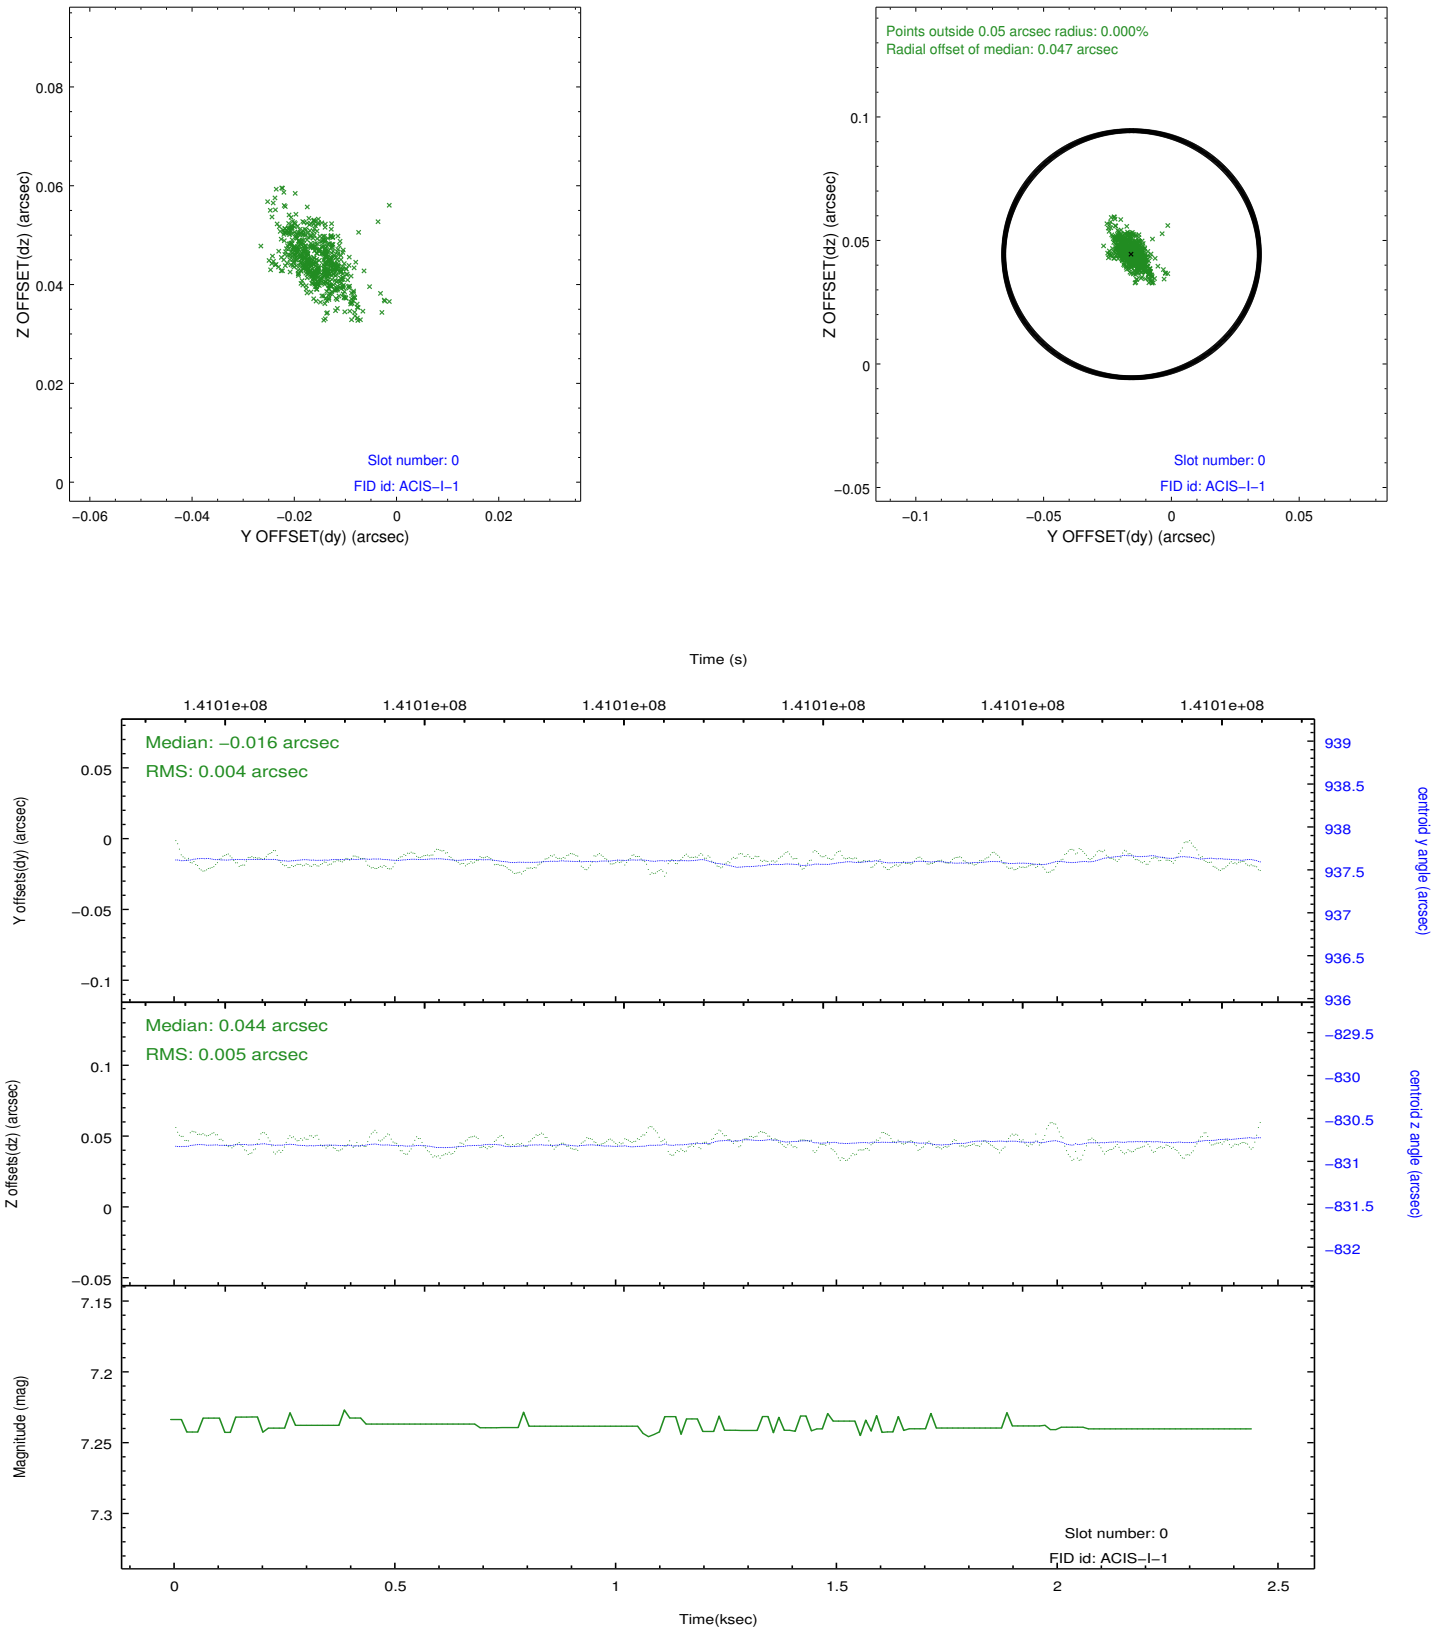 0.08
0.06
0.04
0.02
0
Z OFFSET(dz) (arcsec)
Slot number: 0
FID id: ACIS−I−1
−0.06 −0.04 −0.02 0 0.02
Y OFFSET(dy) (arcsec)
Points outside 0.05 arcsec radius: 0.000%
Radial offset of median: 0.047 arcsec
0.1
0.05
0
−0.05
Z OFFSET(dz) (arcsec)
Slot number: 0
FID id: ACIS−I−1
−0.1 −0.05 0 0.05
Y OFFSET(dy) (arcsec)
Time (s)
1.4101e+08 1.4101e+08 1.4101e+08 1.4101e+08 1.4101e+08 1.4101e+08
Median: −0.016 arcsec
RMS: 0.004 arcsec
0.05
0
−0.05
−0.1
Y offsets(dy) (arcsec)
939
938.5
938
937.5
937
936.5
936
centroid y angle (arcsec)
Median: 0.044 arcsec
RMS: 0.005 arcsec
0.1
0.05
0
−0.05
Z offsets(dz) (arcsec)
−829.5
−830
−830.5
−831
−831.5
−832
centroid z angle (arcsec)
7.15
7.2
7.25
7.3
Magnitude (mag)
Slot number: 0
FID id: ACIS−I−1
0 0.5 1 1.5 2 2.5
Time(ksec)